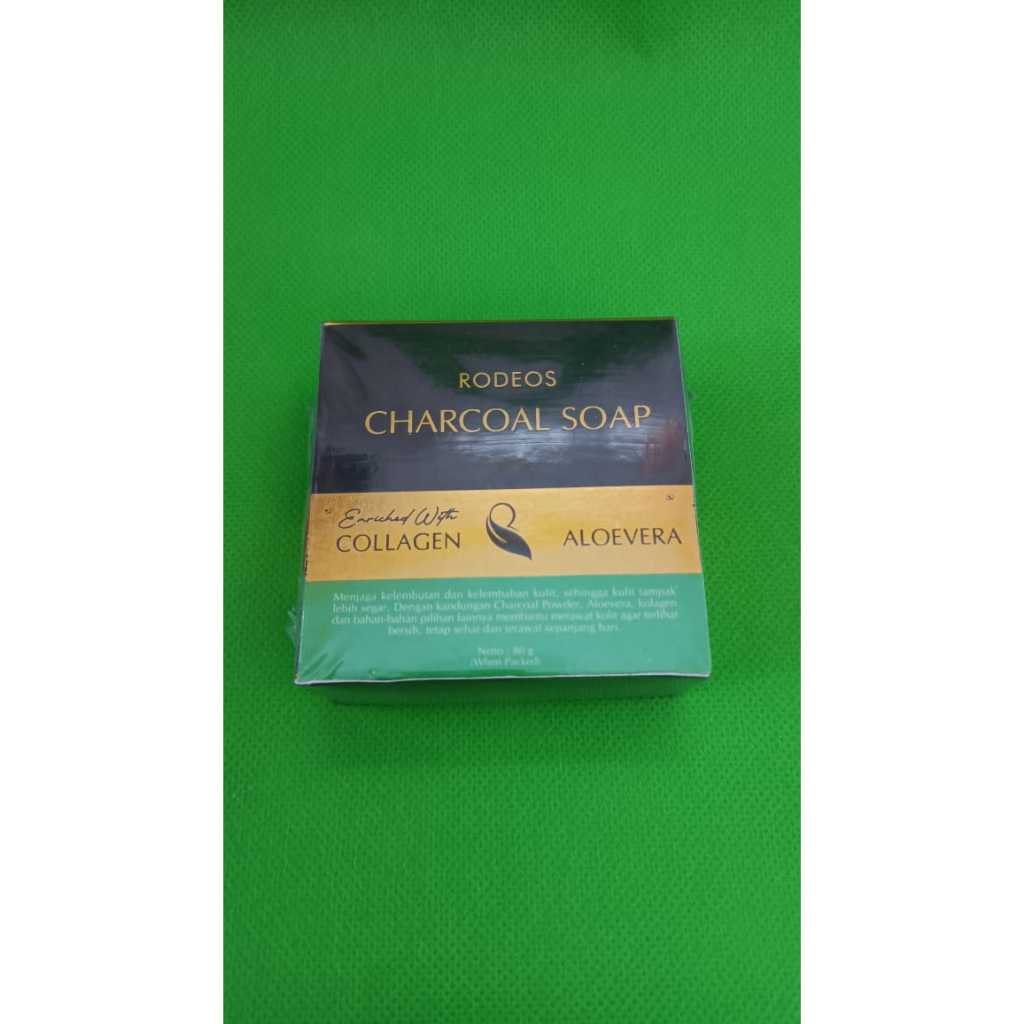 RODEOS
CHARCOAL SOAP
Enriched With
COLLAGEN
ALOEVERA
Menjaga kelembutan dan kelembaban kulit, sehingga kulit tampak
lebih segar. Dengan kandungan Charcoal Powder, Aloevera, kolagen
dan bahan-bahan pilihan lainnya membantu merawat kulit agar terlihat
bersih, tetap sehat dan terawat sepanjang hari.
Netto : 80 g
(When Packed)